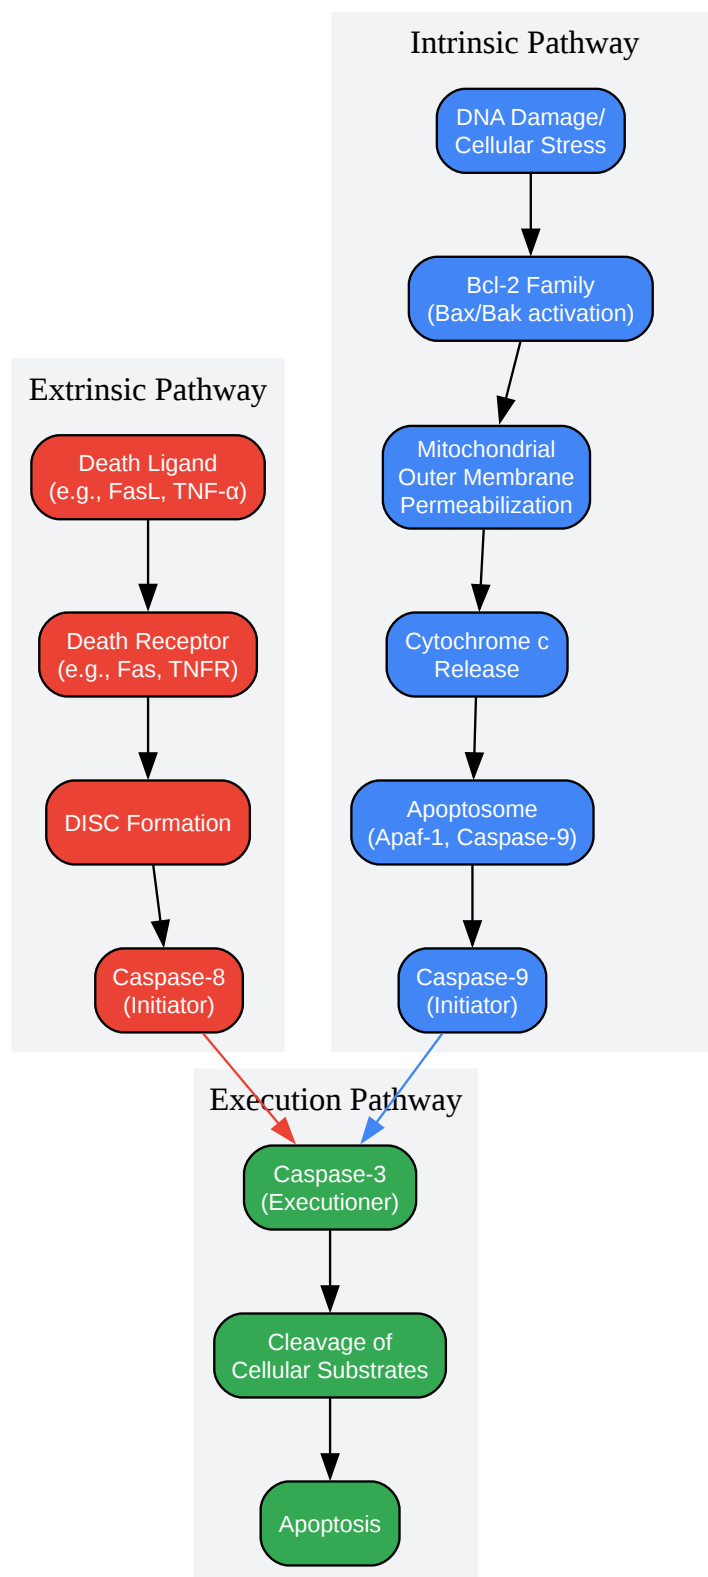 Intrinsic Pathway
DNA Damage/
Cellular Stress
Bcl-2 Family
(Bax/Bak activation)
Mitochondrial
Outer Membrane
Permeabilization
Cytochrome c
Release
Apoptosome
(Apaf-1, Caspase-9)
Caspase-9
(Initiator)
Extrinsic Pathway
Death Ligand
(e.g., FasL, TNF-α)
Death Receptor
(e.g., Fas, TNFR)
DISC Formation
Caspase-8
(Initiator)
Execution Pathway
Caspase-3
(Executioner)
Cleavage of
Cellular Substrates
Apoptosis